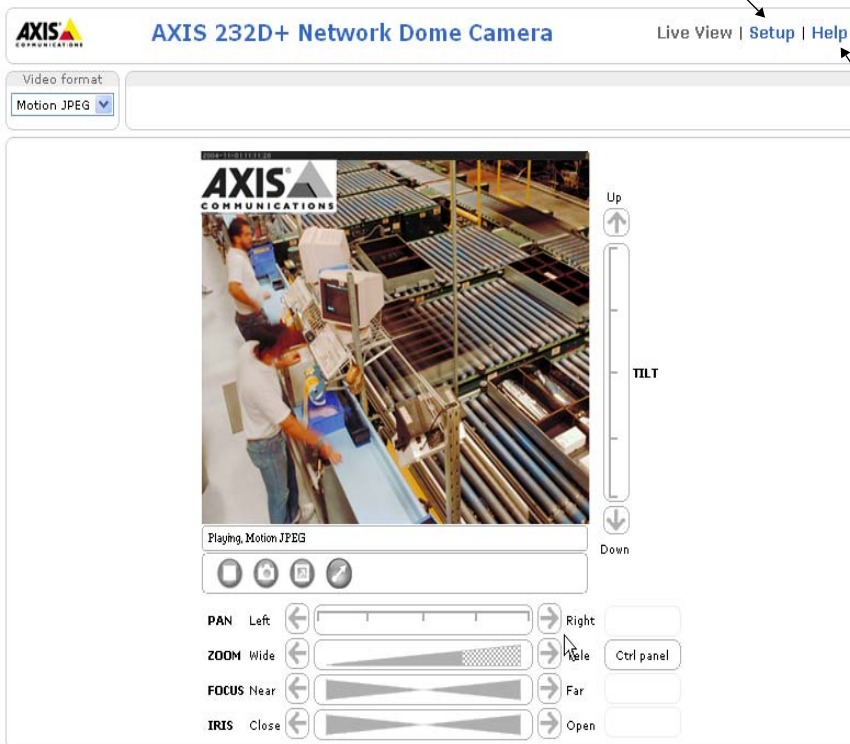 AXIS
COMMUNICATIONS
AXIS 232D+ Network Dome Camera
Live View | Setup | Help
Video format
Motion JPEG
AXIS
COMMUNICATIONS
Up
TILT
Down
Playing, Motion JPEG
PAN Left Right
ZOOM Wide Ctrl panel
FOCUS Near Far
IRIS Close Open